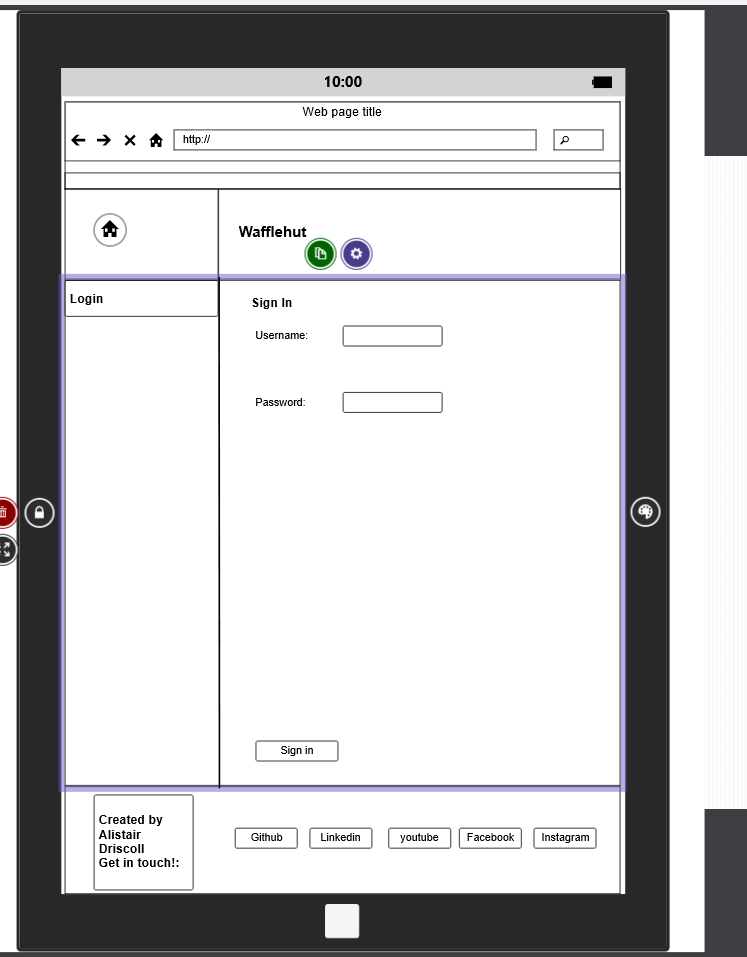 10:00
Web page title
http://
Wafflehut
Login
Sign In
Username:
Password:
Sign in
Created by
Alistair
Driscoll
Get in touch!:
Github
Linkedin
youtube
Facebook
Instagram